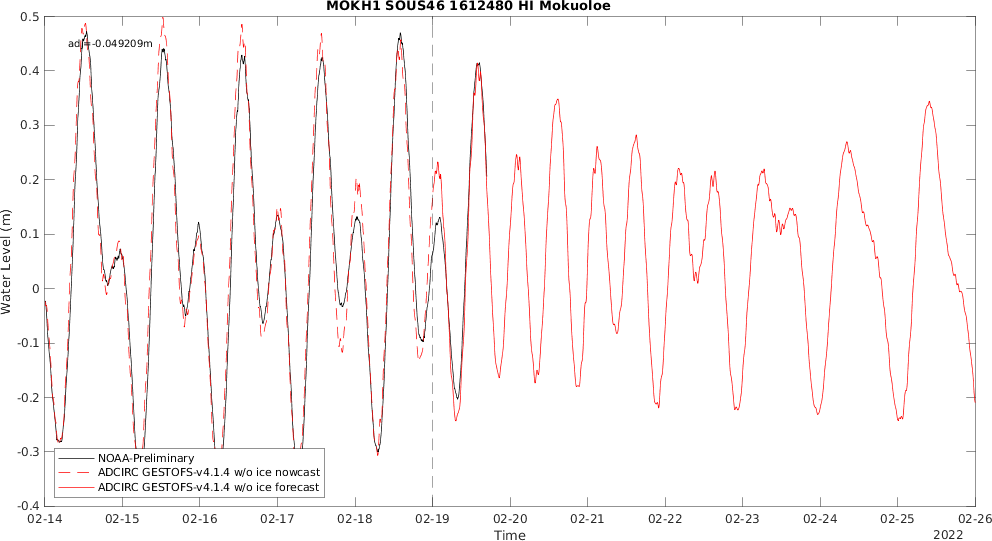 MOKH1 SOUS46 1612480 HI Mokuoloe
0.5
adj=-0.049209m
0.4
0.3
0.2
0.1
0
-0.1
-0.2
-0.3
-0.4
Water Level (m)
NOAA-Preliminary
ADCIRC GESTOFS-v4.1.4 w/o ice nowcast
ADCIRC GESTOFS-v4.1.4 w/o ice forecast
02-14 02-15 02-16 02-17 02-18 02-19 02-20 02-21 02-22 02-23 02-24 02-25 02-26
Time
2022